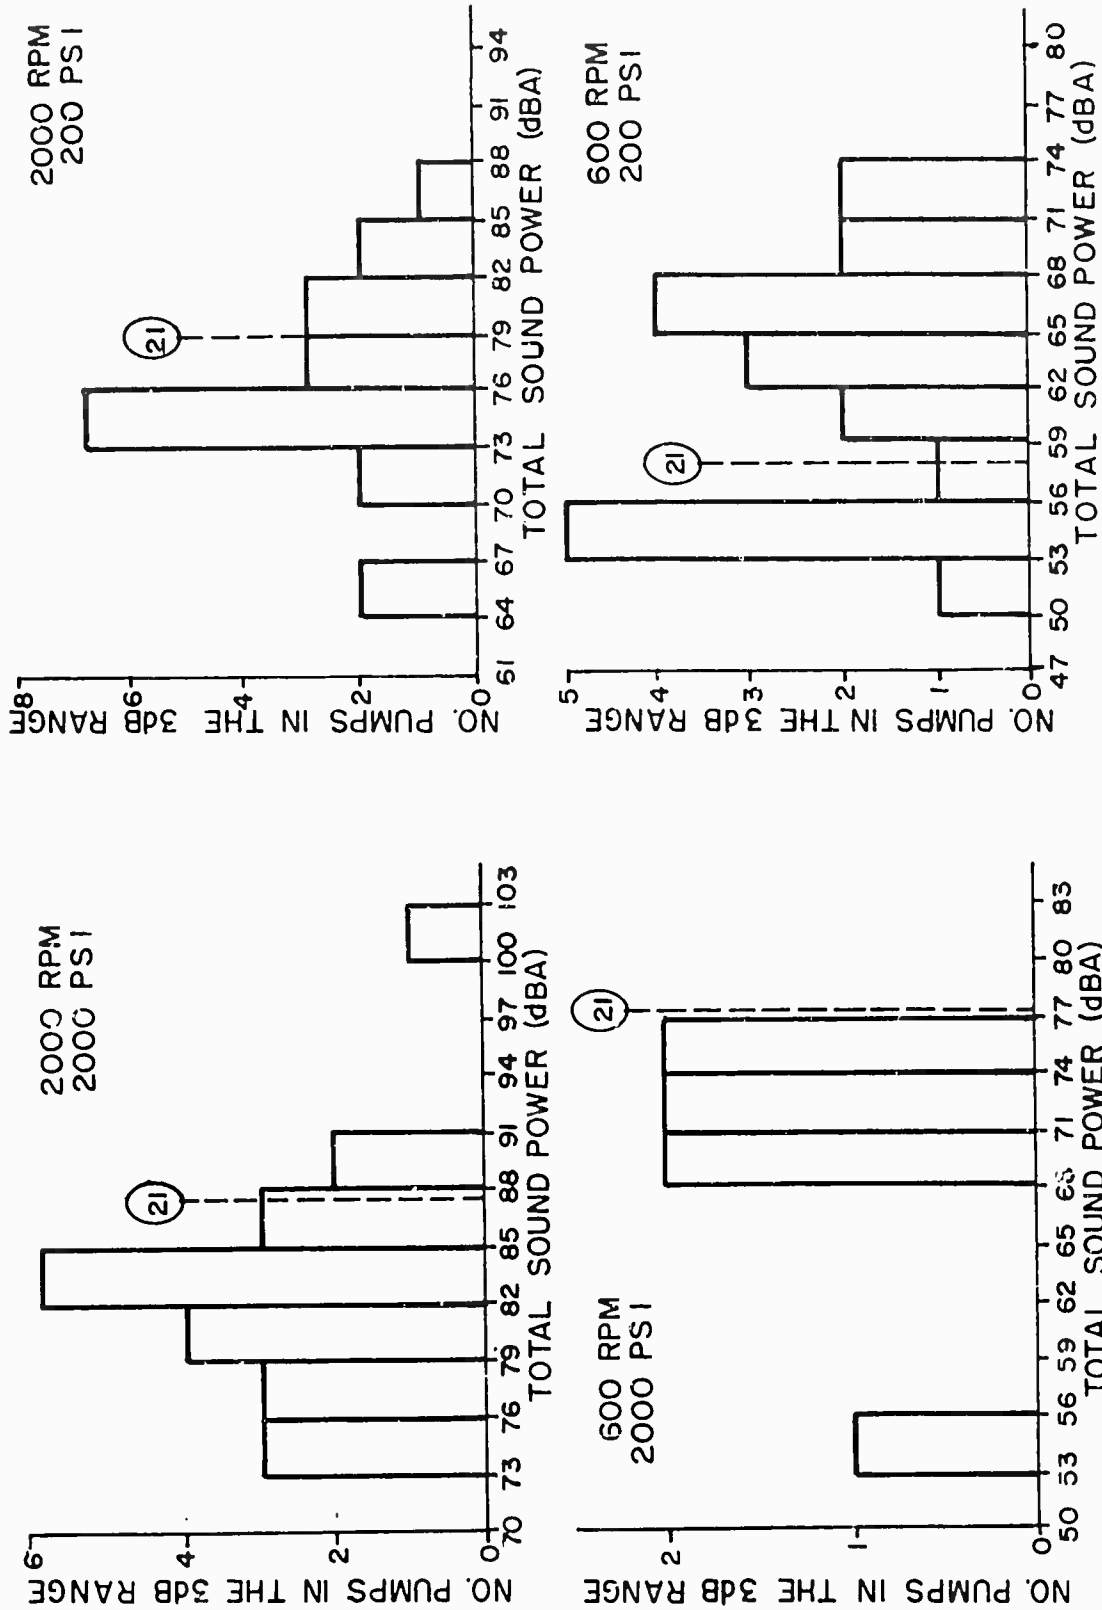 2000 RPM
2000 PSI
21
6
4
2
0
NO. PUMPS IN THE 3dB RANGE
70 73 76 79 82 85 88 91 94 97 100 103
TOTAL SOUND POWER (dBA)
2000 RPM
200 PSI
21
8
6
4
2
0
NO. PUMPS IN THE 3dB RANGE
61 64 67 70 73 76 79 82 85 88 91 94
TOTAL SOUND POWER (dBA)
600 RPM
2000 PSI
21
2
1
0
NO. PUMPS IN THE 3dB RANGE
50 53 56 59 62 65 68 71 74 77 80 83
TOTAL SOUND POWER (dBA)
600 RPM
200 PSI
21
5
4
3
2
1
0
NO. PUMPS IN THE 3dB RANGE
47 50 53 56 59 62 65 68 71 74 77 80
TOTAL SOUND POWER (dBA)